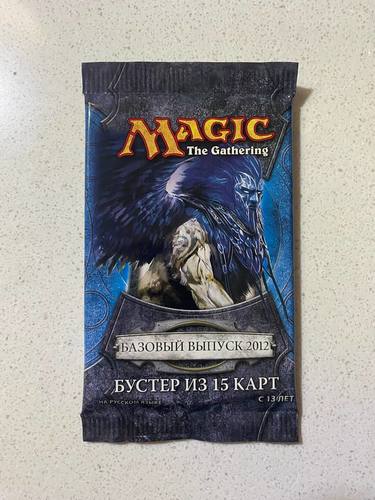 MAGIC
The Gathering
БАЗОВЫЙ ВЫПУСК 2012
БУСТЕР ИЗ 15 КАРТ
НА РУССКОМ ЯЗЫКЕ
С 13 ЛЕТ